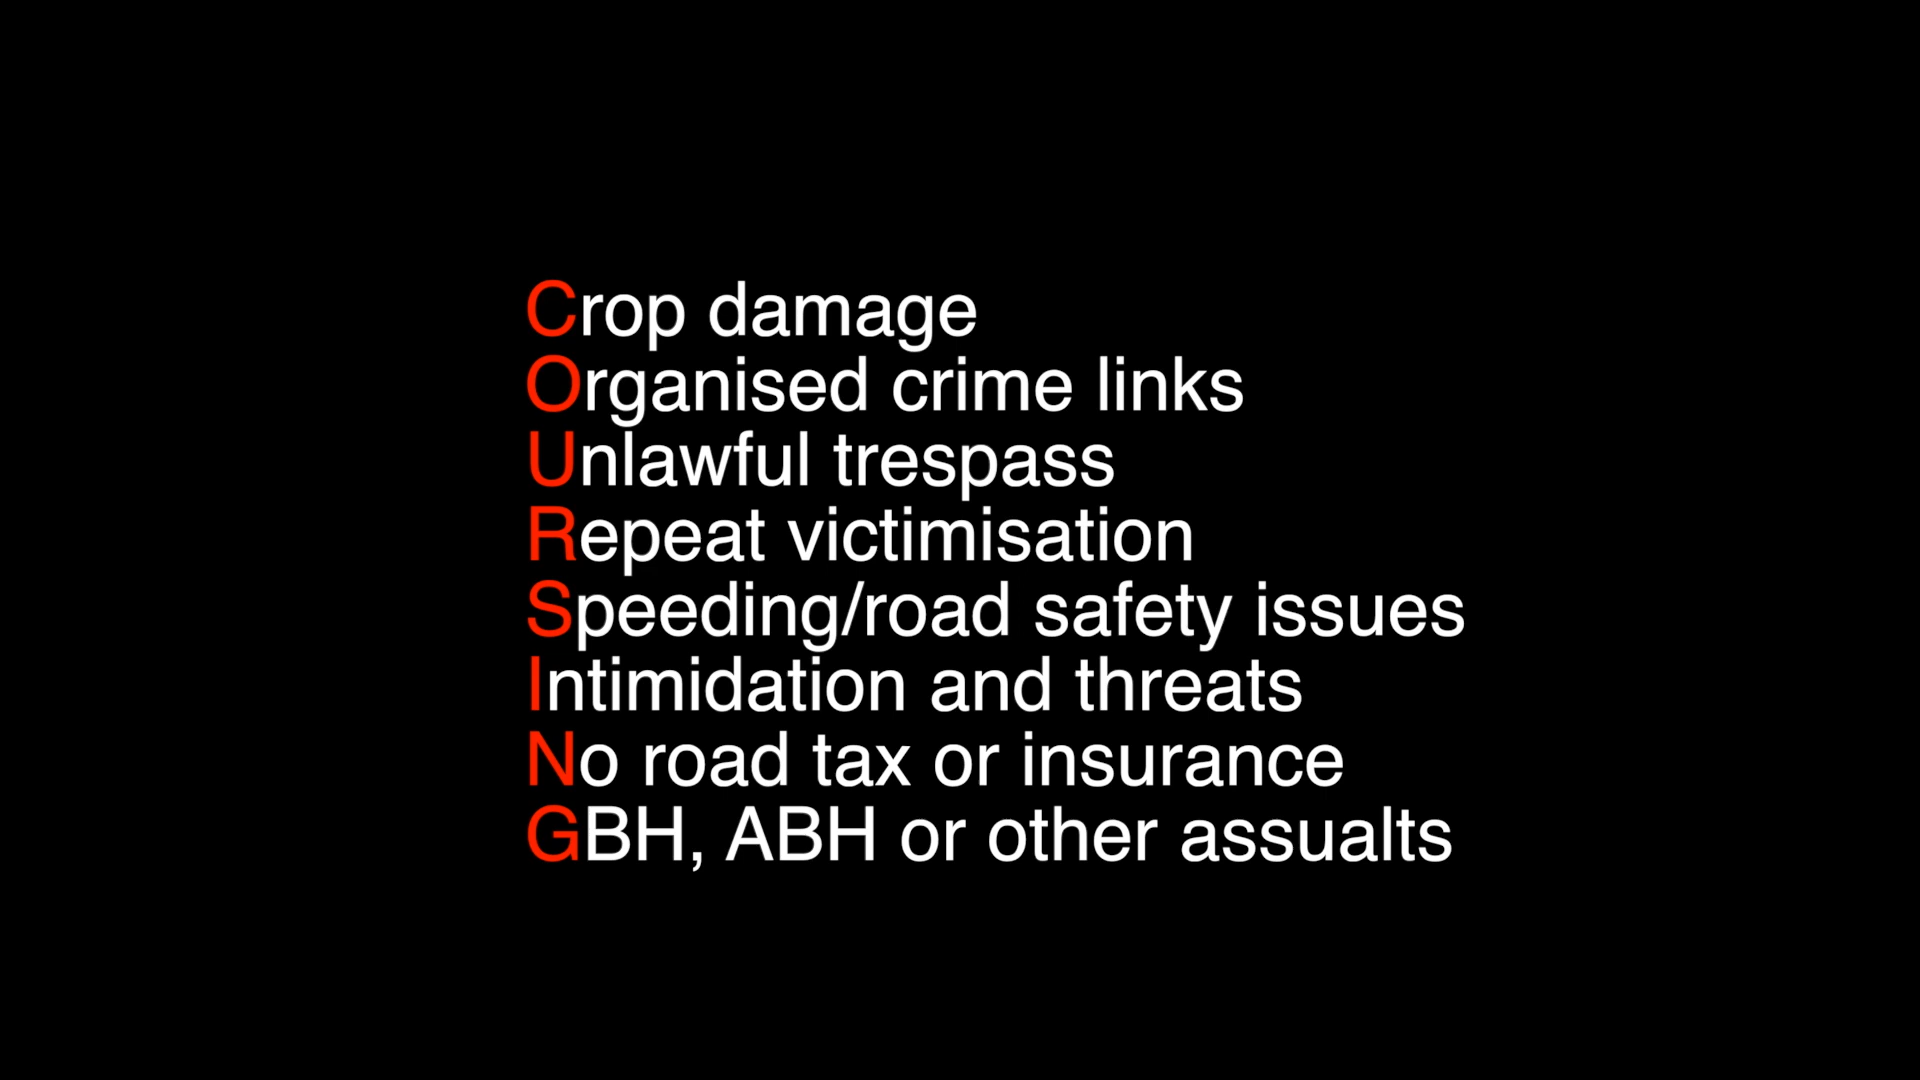 Crop damage
Organised crime links
Unlawful trespass
Repeat victimisation
Speeding/road safety issues
Intimidation and threats
No road tax or insurance
GBH, ABH or other assualts